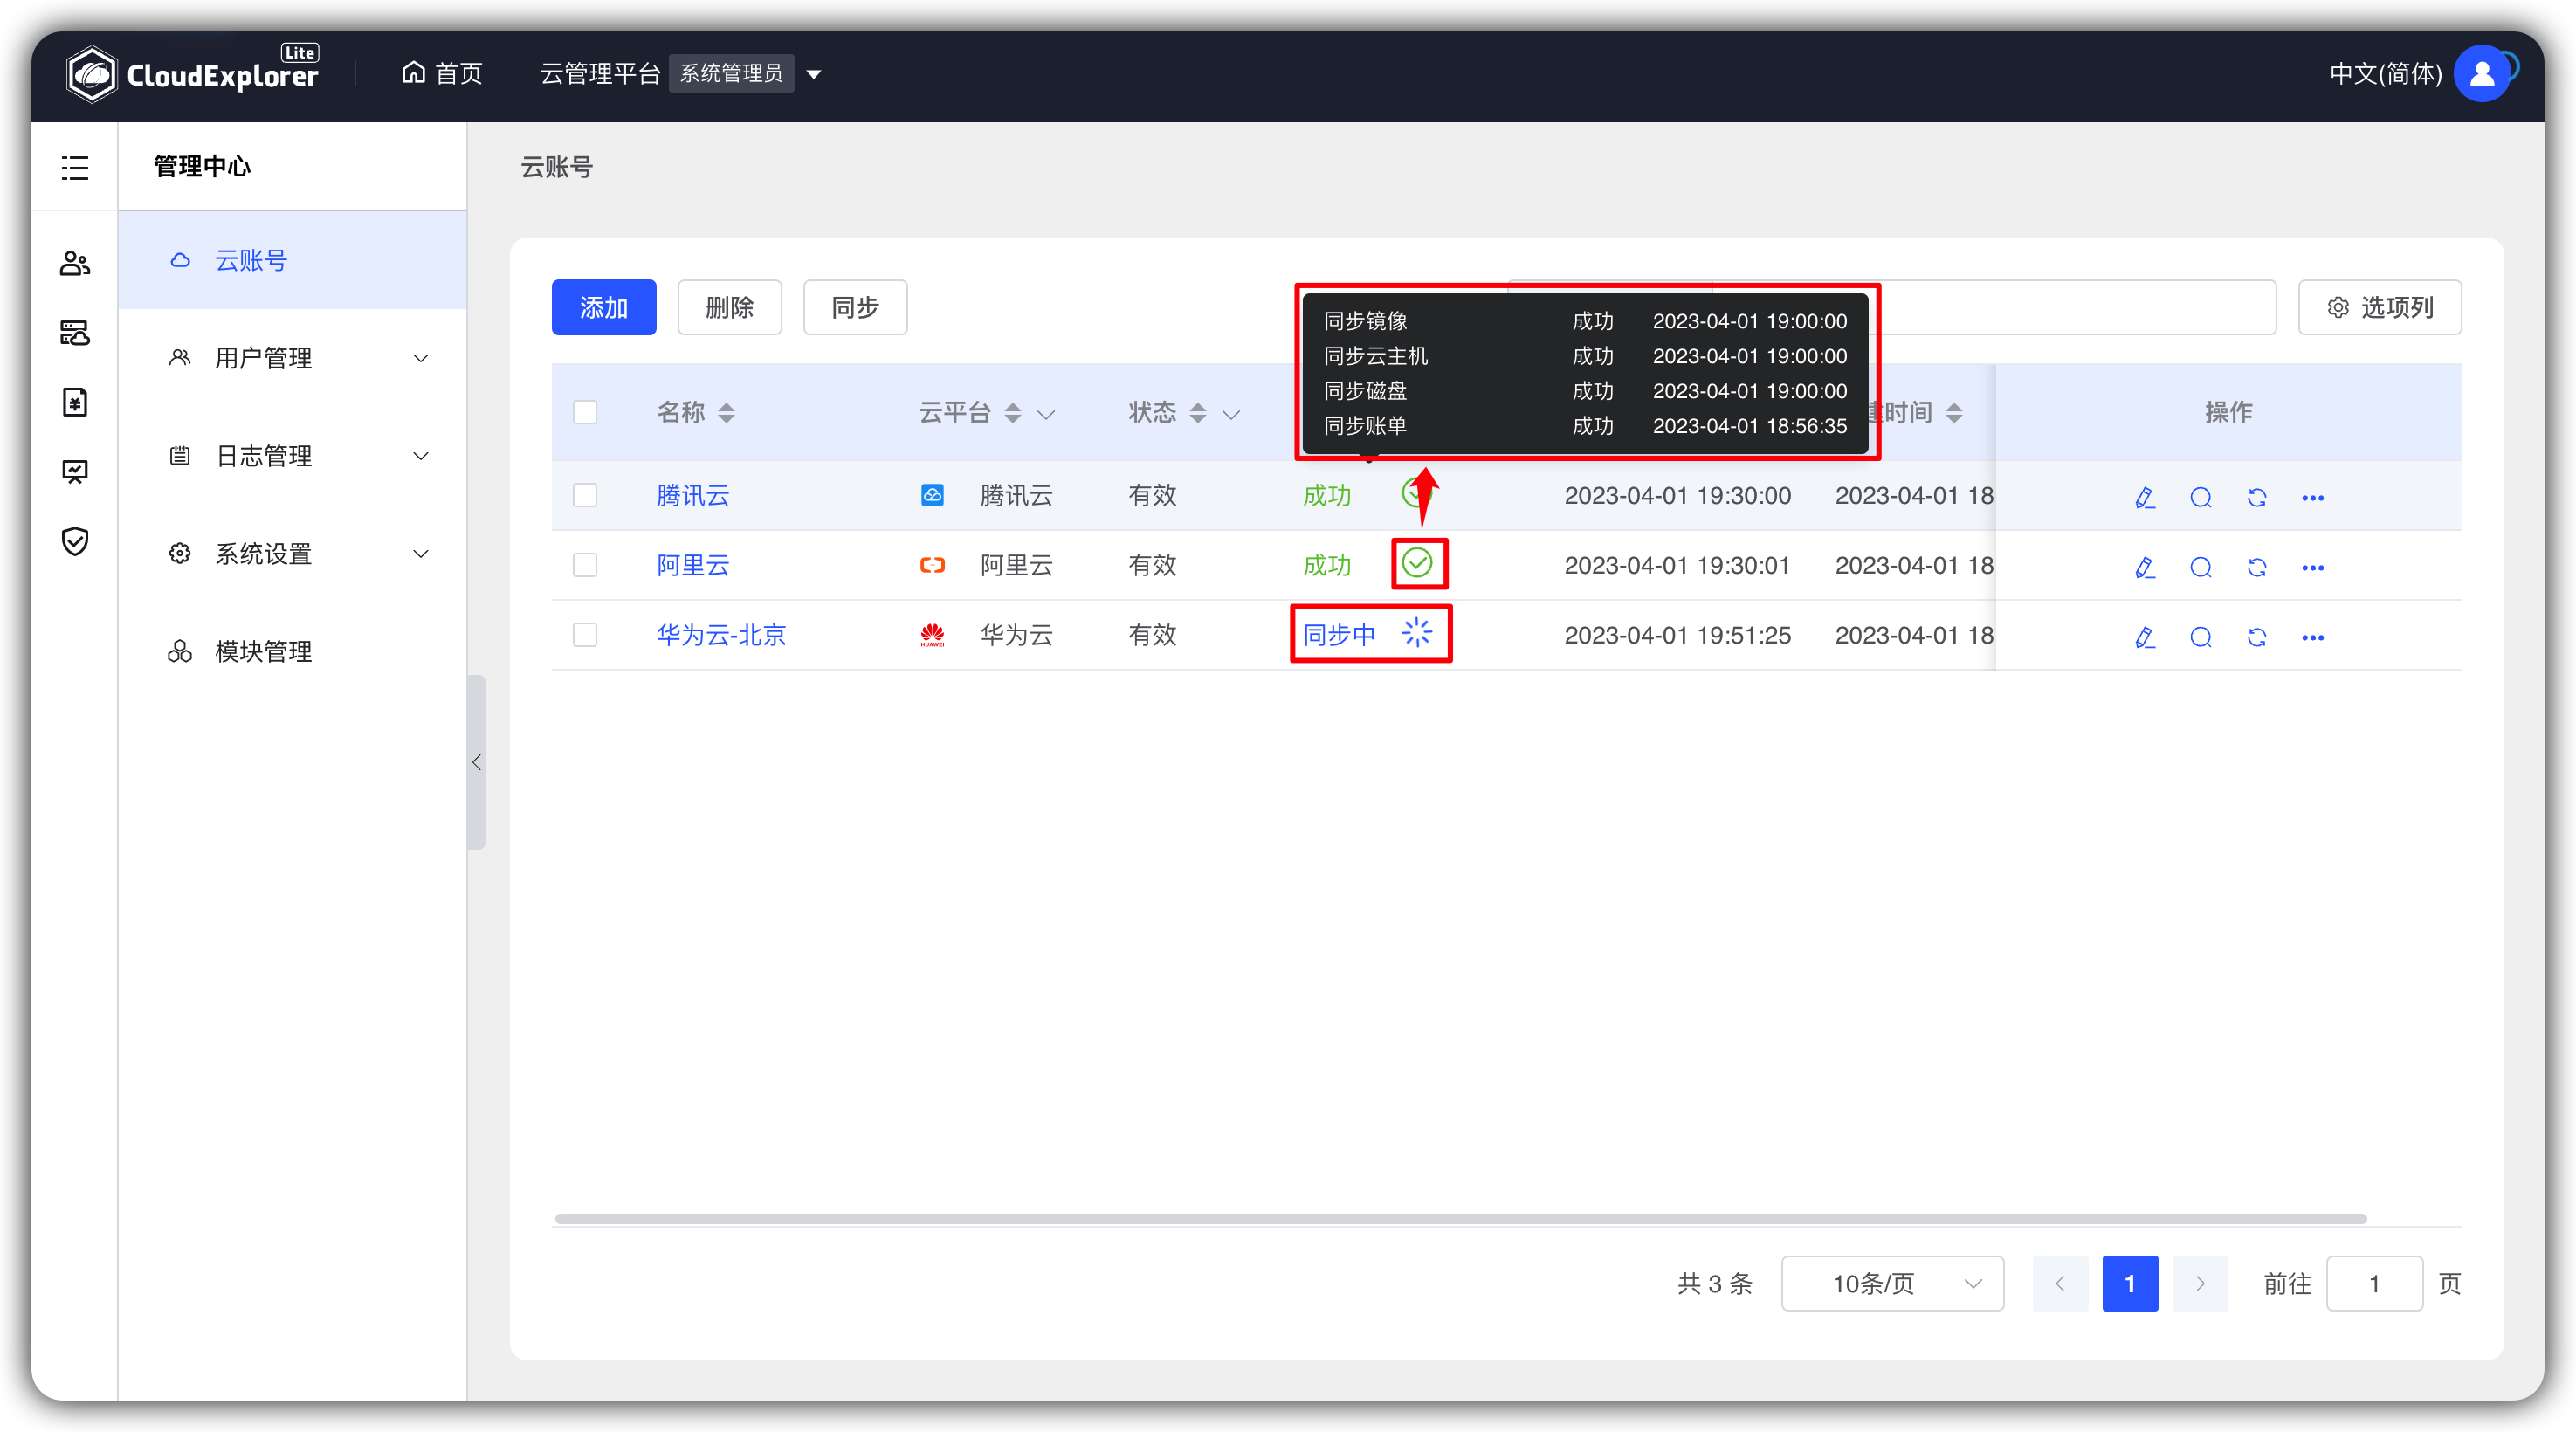 CloudExplorer Lite
首页
云管理平台 系统管理员
中文(简体)
管理中心
云账号
用户管理
日志管理
系统设置
模块管理
云账号
添加 删除 同步
选项列
同步镜像 成功 2023-04-01 19:00:00
同步云主机 成功 2023-04-01 19:00:00
同步磁盘 成功 2023-04-01 19:00:00
同步账单 成功 2023-04-01 18:56:35
名称 云平台 状态 时间 操作
腾讯云 腾讯云 有效 成功 2023-04-01 19:30:00 2023-04-01 18
阿里云 阿里云 有效 成功 2023-04-01 19:30:01 2023-04-01 18
华为云-北京 HUAWEI 华为云 有效 同步中 2023-04-01 19:51:25 2023-04-01 18
共 3 条 10条/页 1 前往 1 页